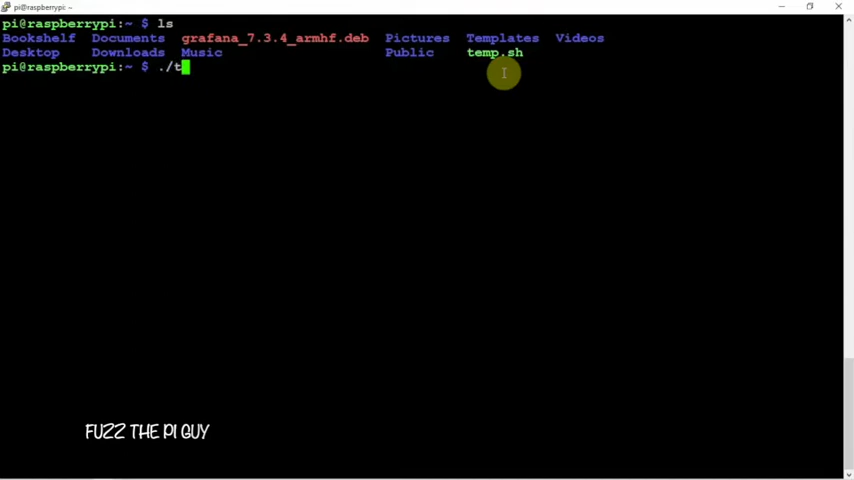 pi@raspberrypi: ~
pi@raspberrypi:~ $ ls
Bookshelf Documents grafana_7.3.4_armhf.deb Pictures Templates Videos
Desktop Downloads Music Public temp.sh
pi@raspberrypi:~ $ ./t
FUZZ THE PI GUY